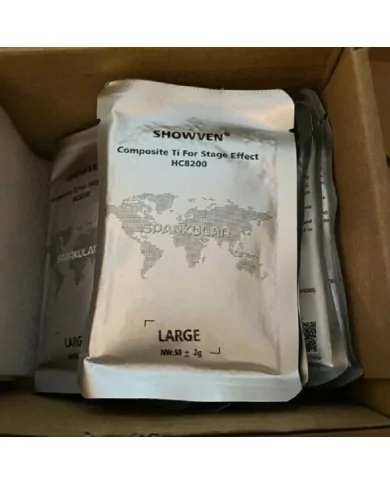 SHOWVEN®
Composite Ti For Stage Effect
HC8200
SPARKULAR
LARGE
NW:50 ± 2g